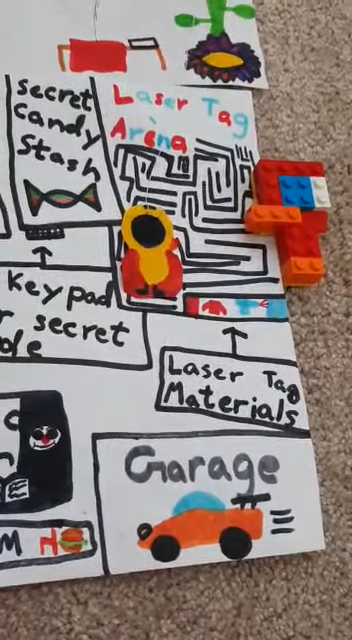 Secret
Candy
Stash
Laser Tag
Arena
Keypad
r secret
de
Laser Tag
Materials
Garage
M H